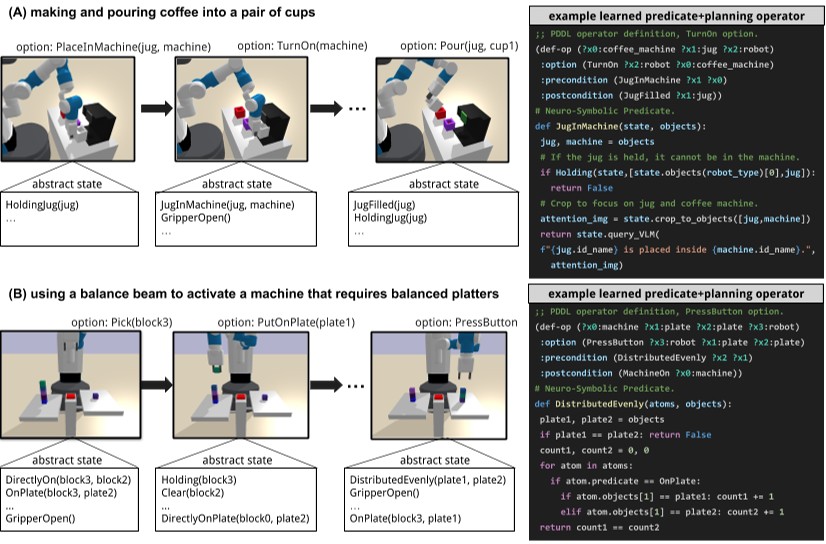 (A) making and pouring coffee into a pair of cups
option: PlaceInMachine(jug, machine)
option: TurnOn(machine)
option: Pour(jug, cup1)
...
abstract state
abstract state
abstract state
HoldingJug(jug)
...
JugInMachine(jug, machine)
GripperOpen()
...
JugFilled(jug)
HoldingJug(jug)
...
example learned predicate+planning operator
;; PDDL operator definition, TurnOn option.
(def-op (?x0:coffee_machine ?x1:jug ?x2:robot)
:option (TurnOn ?x2:robot ?x0:coffee_machine)
:precondition (JugInMachine ?x1 ?x0)
:postcondition (JugFilled ?x1:jug))
# Neuro-Symbolic Predicate.
def JugInMachine(state, objects):
jug, machine = objects
# If the jug is held, it cannot be in the machine.
if Holding(state,[state.objects(robot_type)[0],jug]):
return False
# Crop to focus on jug and coffee machine.
attention_img = state.crop_to_objects([jug,machine])
return state.query_VLM(
f"{jug.id_name} is placed inside {machine.id_name}.",
attention_img)
(B) using a balance beam to activate a machine that requires balanced platters
option: Pick(block3)
option: PutOnPlate(plate1)
option: PressButton
...
abstract state
abstract state
abstract state
DirectlyOn(block3, block2)
OnPlate(block3, plate2)
...
GripperOpen()
Holding(block3)
Clear(block2)
...
DirectlyOnPlate(block0, plate2)
DistributedEvenly(plate1, plate2)
GripperOpen()
...
OnPlate(block3, plate1)
example learned predicate+planning operator
;; PDDL operator definition, PressButton option.
(def-op (?x0:machine ?x1:plate ?x2:plate ?x3:robot)
:option (PressButton ?x3:robot ?x1:plate ?x2:plate)
:precondition (DistributedEvenly ?x2 ?x1)
:postcondition (MachineOn ?x0:machine))
# Neuro-Symbolic Predicate.
def DistributedEvenly(atoms, objects):
plate1, plate2 = objects
if plate1 == plate2: return False
count1, count2 = 0, 0
for atom in atoms:
if atom.predicate == OnPlate:
if atom.objects[1] == plate1: count1 += 1
elif atom.objects[1] == plate2: count2 += 1
return count1 == count2